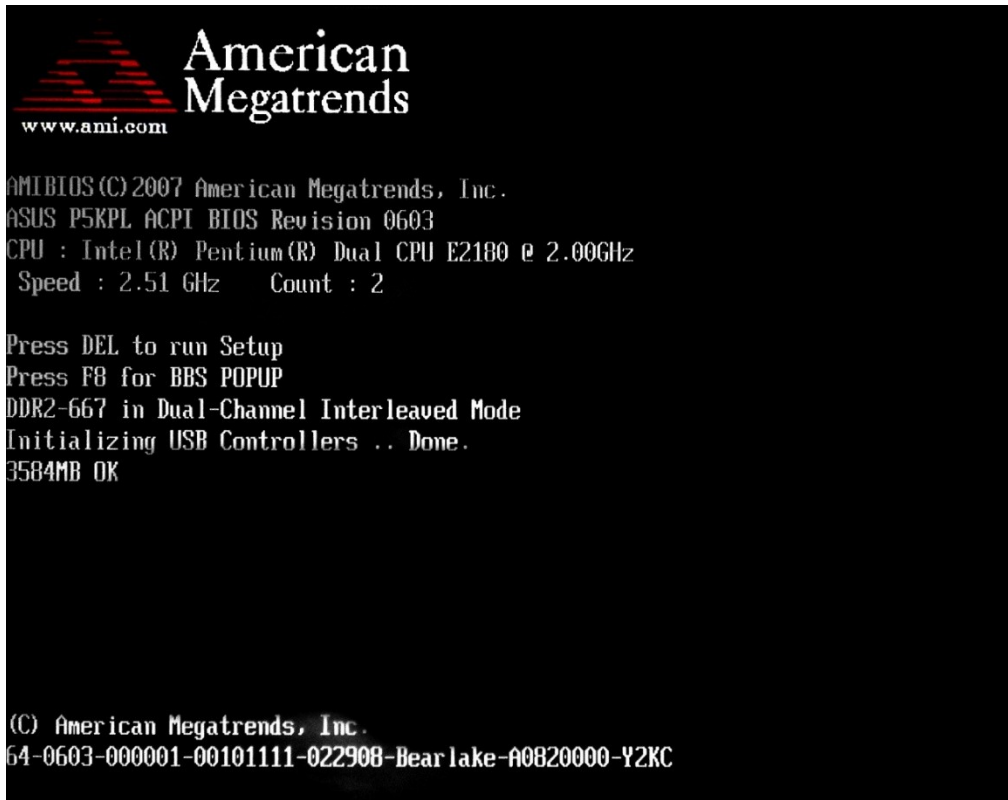 American
Megatrends
www.ami.com
AMIBIOS(C)2007 American Megatrends, Inc.
ASUS P5KPL ACPI BIOS Revision 0603
CPU : Intel(R) Pentium(R) Dual CPU E2180 @ 2.00GHz
Speed : 2.51 GHz Count : 2
Press DEL to run Setup
Press F8 for BBS POPUP
DDR2-667 in Dual-Channel Interleaved Mode
Initializing USB Controllers .. Done.
3584MB OK
(C) American Megatrends, Inc.
64-0603-000001-00101111-022908-Bearlake-A0820000-Y2KC